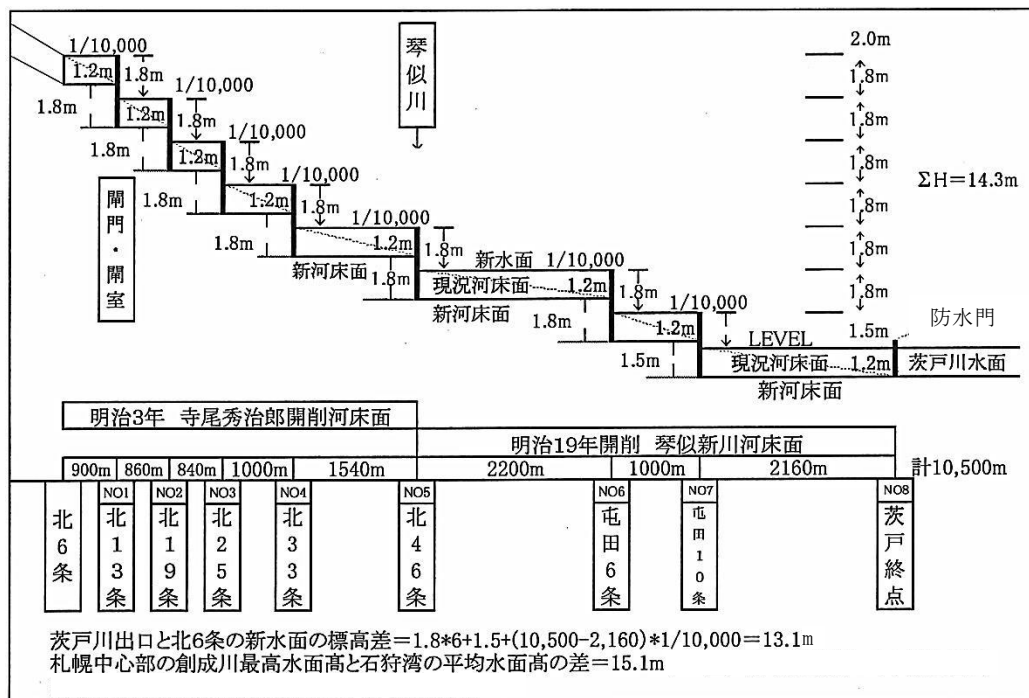 1/10,000
1.2m
1.8m
1.8m
1/10,000
1.2m
1.8m
1.8m
1/10,000
1.2m
1.8m
1.8m
1/10,000
1.2m
1.8m
1.8m
1/10,000
1.2m
1.8m
新河床面
1.8m
新水面 1/10,000
現況河床面
1.2m
1.8m
新河床面
1.8m
1/10,000
1.2m
1.5m
LEVEL
現況河床面
1.2m
新河床面
琴似川
閘門・閘室
2.0m
1.8m
1.8m
1.8m
1.8m
1.8m
1.8m
1.5m
ΣH=14.3m
防水門
茨戸川水面
明治3年 寺尾秀治郎開削河床面
明治19年開削 琴似新川河床面
900m 860m 840m 1000m 1540m 2200m 1000m 2160m 計10,500m
北6条
NO1
北13条
NO2
北19条
NO3
北25条
NO4
北33条
NO5
北46条
NO6
屯田6条
NO7
屯田10条
NO8
茨戸終点
茨戸川出口と北6条の新水面の標高差=1.8*6+1.5+(10,500-2,160)*1/10,000=13.1m
札幌中心部の創成川最高水面髙と石狩湾の平均水面髙の差=15.1m